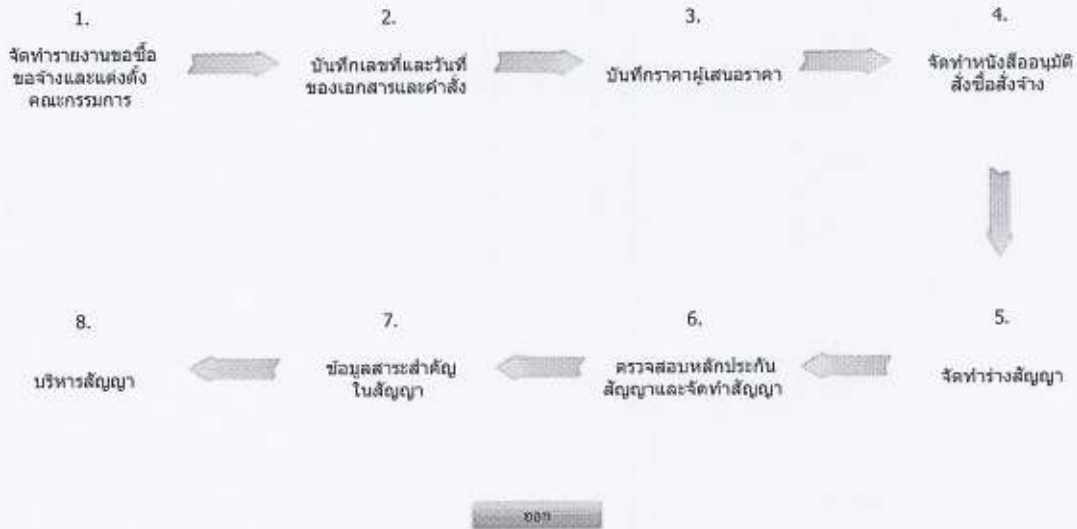 1.
จัดทำรายงานขอซื้อ
ขอจ้างและแต่งตั้ง
คณะกรรมการ
2.
บันทึกเลขที่และวันที่
ของเอกสารและคำสั่ง
3.
บันทึกราคาผู้เสนอราคา
4.
จัดทำหนังสืออนุมัติ
สั่งซื้อสั่งจ้าง
5.
จัดทำร่างสัญญา
6.
ตรวจสอบหลักประกัน
สัญญาและจัดทำสัญญา
7.
ข้อมูลสาระสำคัญ
ในสัญญา
8.
บริหารสัญญา
ออก